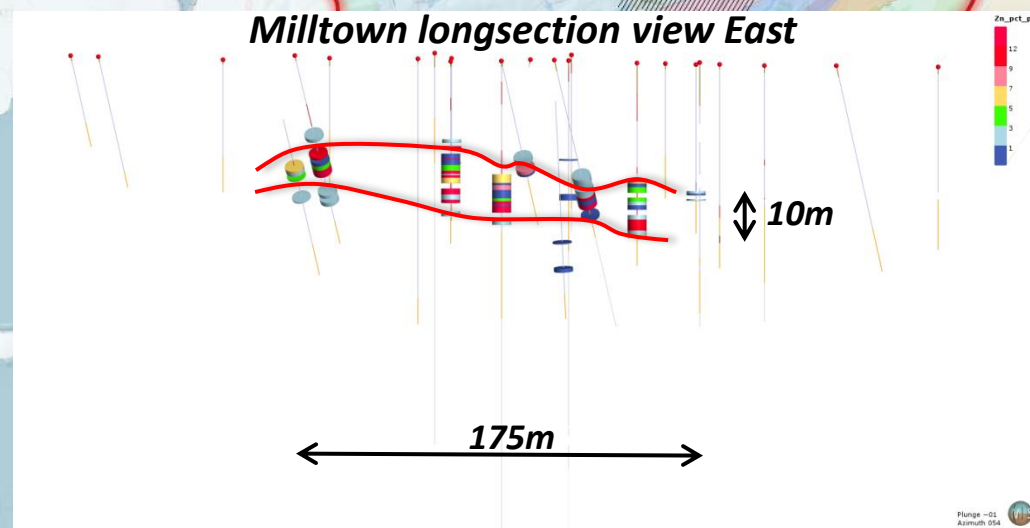 Milltown longsection view East
Zn_pct_p
12
9
7
5
3
1
10m
175m
Plunge −01
Azimuth 054